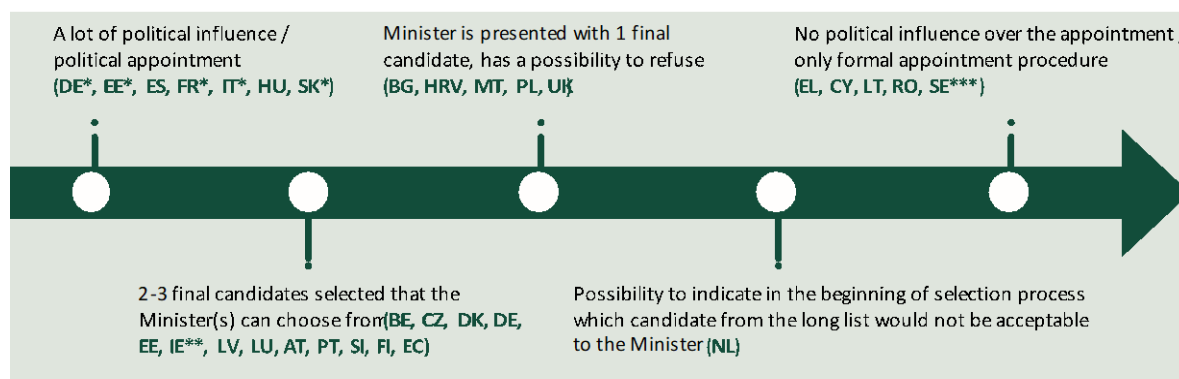 A lot of political influence /
political appointment
(DE*, EE*, ES, FR*, IT*, HU, SK*)
Minister is presented with 1 final
candidate, has a possibility to refuse
(BG, HRV, MT, PL, UK)
No political influence over the appointment /
only formal appointment procedure
(EL, CY, LT, RO, SE***)
2-3 final candidates selected that the
Minister(s) can choose from (BE, CZ, DK, DE,
EE, IE**, LV, LU, AT, PT, SI, FI, EC)
Possibility to indicate in the beginning of selection process
which candidate from the long list would not be acceptable
to the Minister (NL)